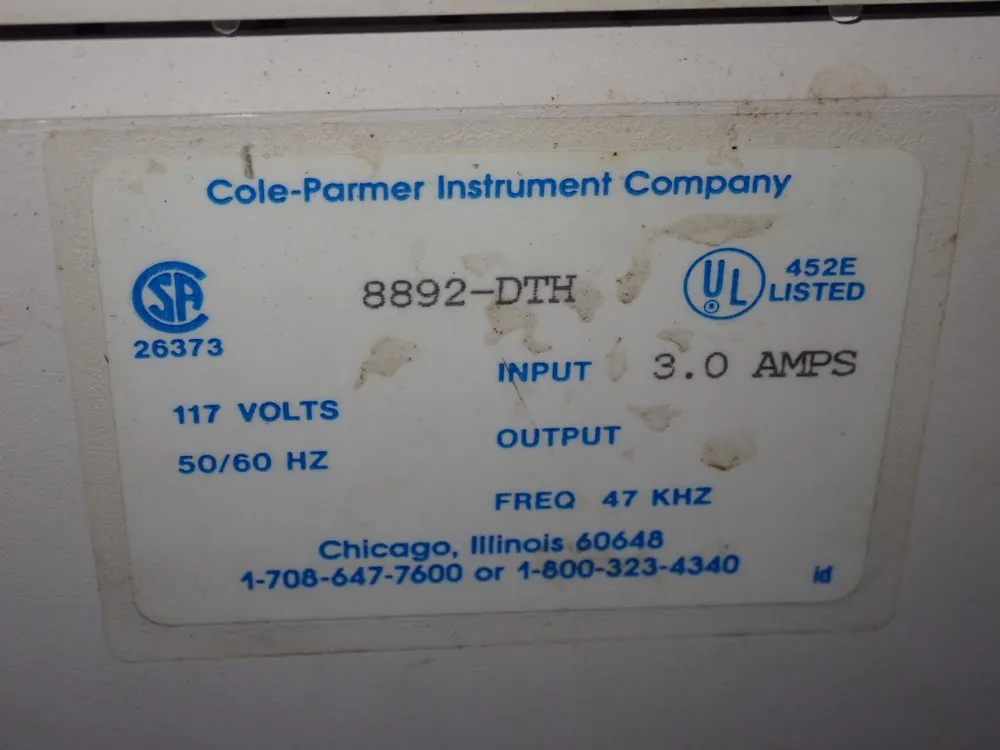 Cole-Parmer Instrument Company
SA
26373
8892-DTH
UL
®
452E
LISTED
INPUT 3.0 AMPS
117 VOLTS
OUTPUT
50/60 HZ
FREQ 47 KHZ
Chicago, Illinois 60648
1-708-647-7600 or 1-800-323-4340
id